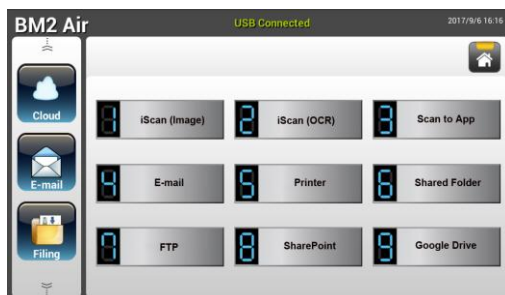 BM2 Air USB Connected 2017/9/6 16:16
Cloud
E-mail
Filing
1 iScan (Image) 2 iScan (OCR) 3 Scan to App
4 E-mail 5 Printer 6 Shared Folder
7 FTP 8 SharePoint 9 Google Drive